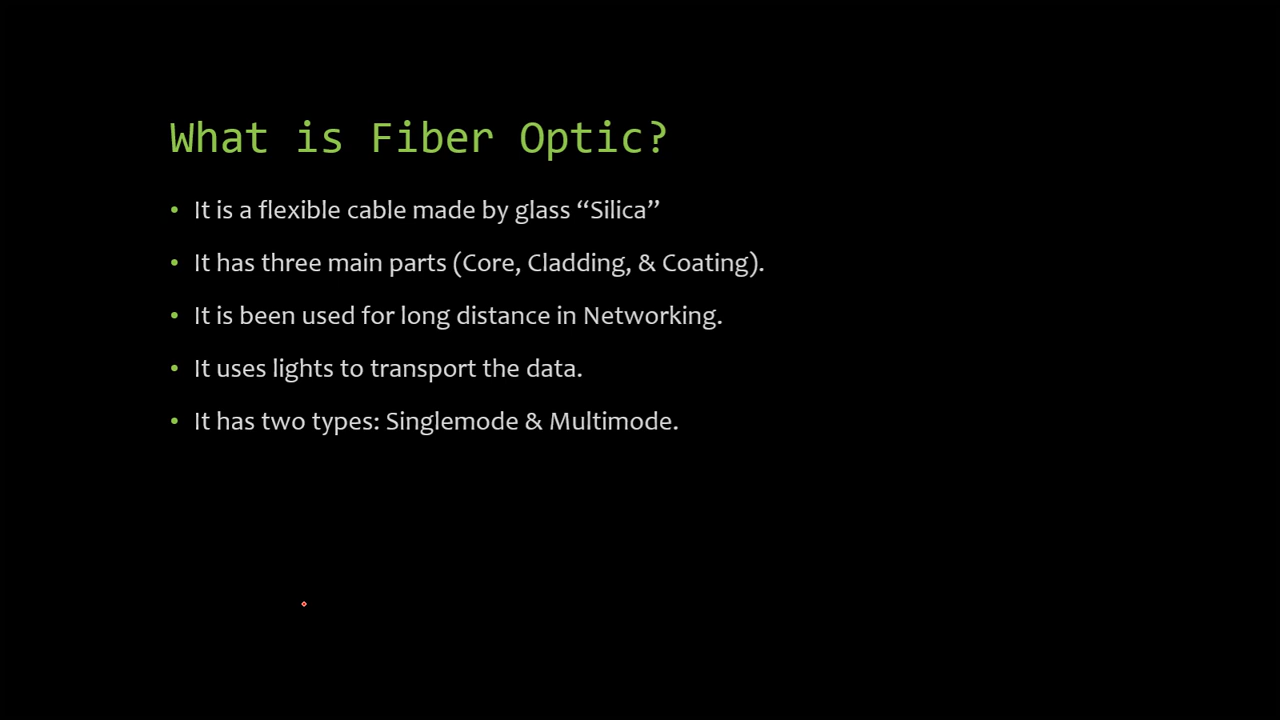 What is Fiber Optic?
• It is a flexible cable made by glass “Silica”
• It has three main parts (Core, Cladding, & Coating).
• It is been used for long distance in Networking.
• It uses lights to transport the data.
• It has two types: Singlemode & Multimode.